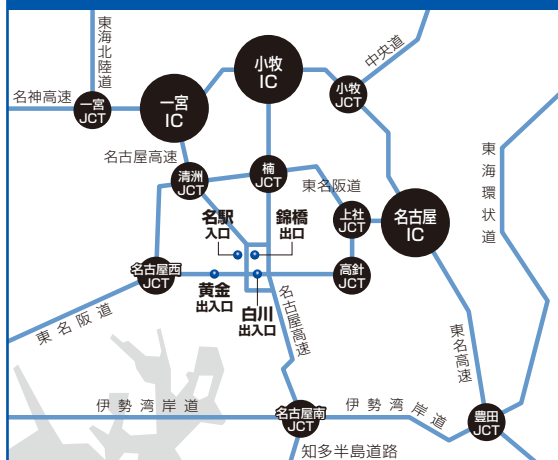 東海北陸道
中央道
小牧
IC
名神高速
一宮
JCT
一宮
IC
小牧
JCT
名古屋高速
清洲
JCT
楠
JCT
東名阪道
東海環状道
名駅
入口
錦橋
出口
上社
JCT
名古屋
IC
名古屋西
JCT
黄金
出入口
白川
出入口
高針
JCT
東名阪道
名古屋高速
東名高速
伊勢湾岸道
名古屋南
JCT
伊勢湾岸道
豊田
JCT
知多半島道路